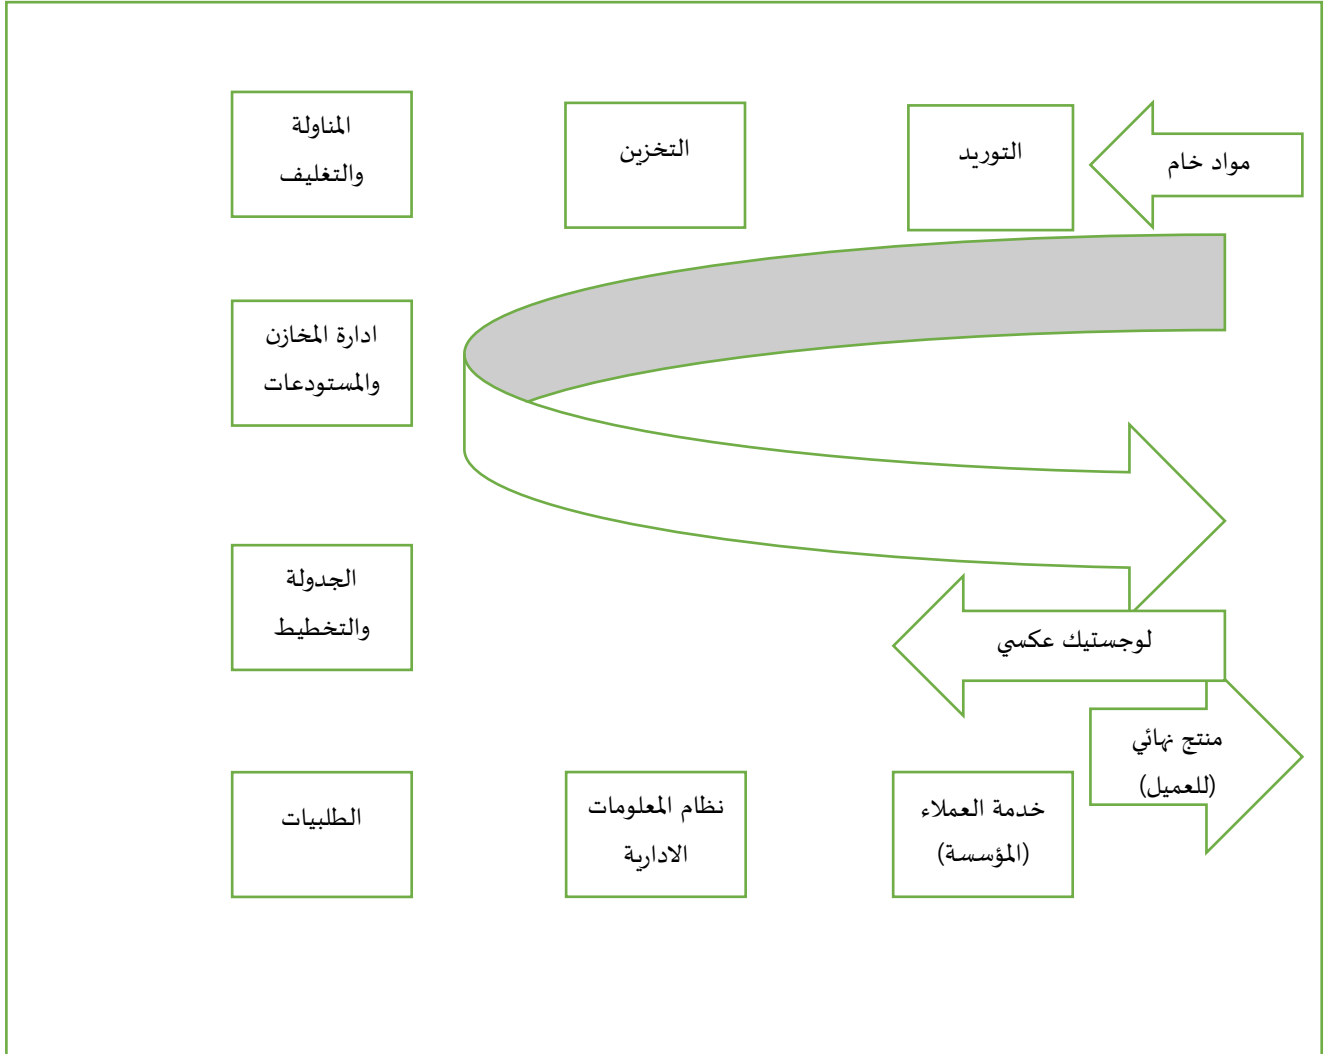 مواد خام
التوريد
التخزين
المناولة
والتغليف
ادارة المخازن
والمستودعات
الجدولة
والتخطيط
لوجستيك عكسي
منتج نهائي
(للعميل)
خدمة العملاء
(المؤسسة)
نظام المعلومات
الادارية
الطلبيات